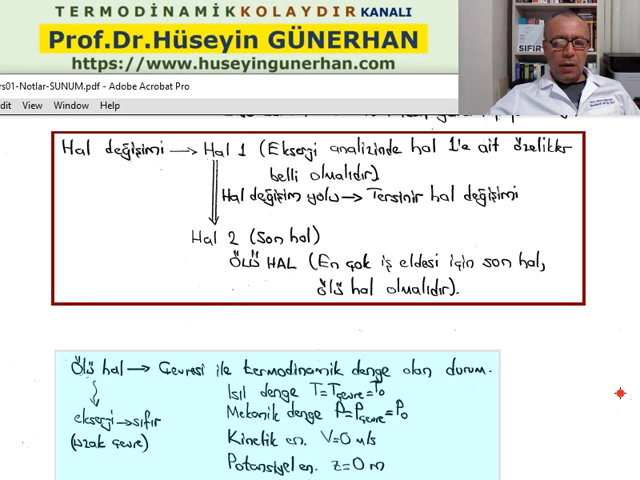 TERMODİNAMİKKOLAYDIR KANALI
Prof.Dr.Hüseyin GÜNERHAN
https://www.huseyingunerhan.com
rs01-Notlar-SUNUM.pdf - Adobe Acrobat Pro
dit View Window Help
SIFIR
Hal değişimi → Hal 1 (Ekserji analizinde hal 1'e ait özellikler
belli olmalıdır)
Hal değişim yolu → Tersinir hal değişimi
Hal 2 (Son hal)
ÖLÜ HAL (En çok iş eldesi için son hal,
ölü hal olmalıdır).
Ölü hal → Çevresi ile termodinamik denge olan durum.
Isıl denge T=Tçevre=T0
Mekanik denge P=Pçevre=P0
ekserji → sıfır
(uzak çevre)
Kinetik en. V=0 m/s
Potansiyel en. z=0 m